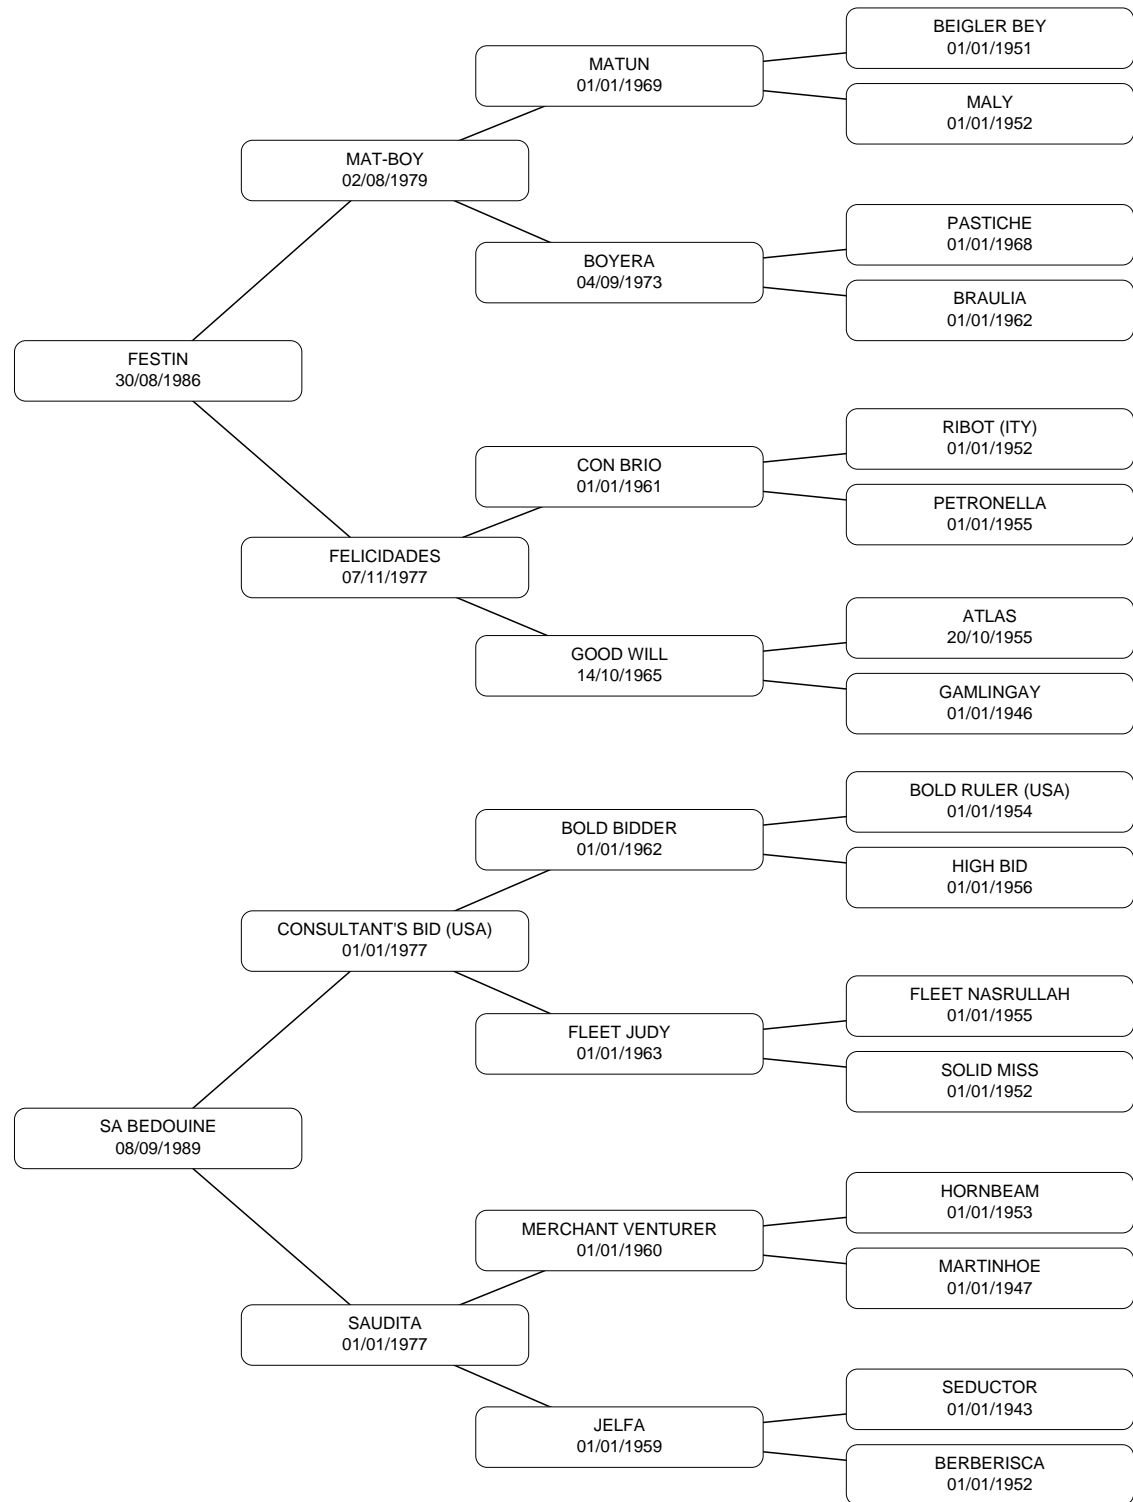 BEIGLER BEY
01/01/1951
MATUN
01/01/1969
MALY
01/01/1952
MAT-BOY
02/08/1979
PASTICHE
01/01/1968
BOYERA
04/09/1973
BRAULIA
01/01/1962
FESTIN
30/08/1986
RIBOT (ITY)
01/01/1952
CON BRIO
01/01/1961
PETRONELLA
01/01/1955
FELICIDADES
07/11/1977
ATLAS
20/10/1955
GOOD WILL
14/10/1965
GAMLINGAY
01/01/1946
BOLD RULER (USA)
01/01/1954
BOLD BIDDER
01/01/1962
HIGH BID
01/01/1956
CONSULTANT'S BID (USA)
01/01/1977
FLEET NASRULLAH
01/01/1955
FLEET JUDY
01/01/1963
SOLID MISS
01/01/1952
SA BEDOUINE
08/09/1989
HORNBEAM
01/01/1953
MERCHANT VENTURER
01/01/1960
MARTINHOE
01/01/1947
SAUDITA
01/01/1977
SEDUCTOR
01/01/1943
JELFA
01/01/1959
BERBERISCA
01/01/1952